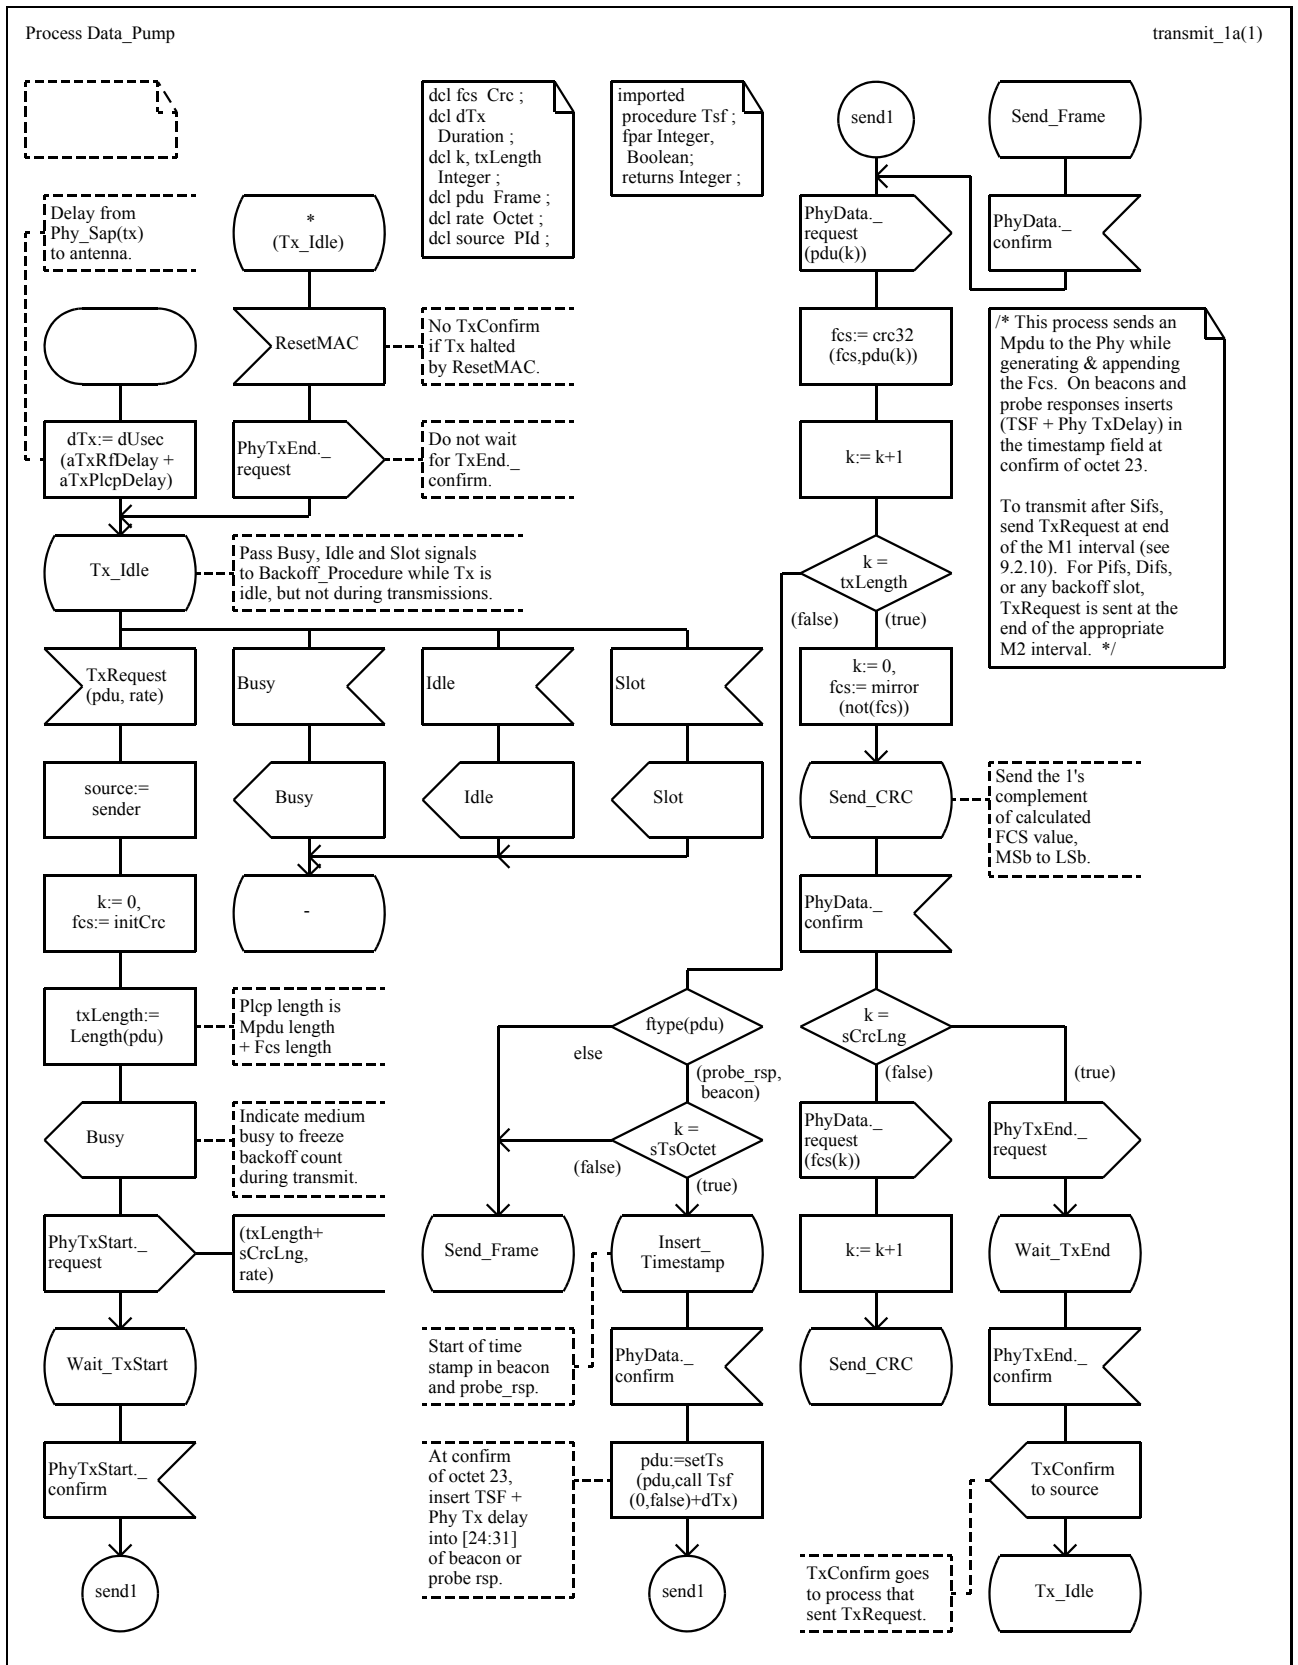 Process Data_Pump
transmit_1a(1)
dcl fcs Crc ;
dcl dTx
Duration ;
dcl k, txLength
Integer ;
dcl pdu Frame ;
dcl rate Octet ;
dcl source PId ;
imported
procedure Tsf ;
fpar Integer,
Boolean;
returns Integer ;
send1
Send_Frame
Delay from
Phy_Sap(tx)
to antenna.
*
(Tx_Idle)
PhyData._
request
(pdu(k))
PhyData._
confirm
ResetMAC
No TxConfirm
if Tx halted
by ResetMAC.
fcs:= crc32
(fcs,pdu(k))
/* This process sends an
Mpdu to the Phy while
generating & appending
the Fcs. On beacons and
probe responses inserts
(TSF + Phy TxDelay) in
the timestamp field at
confirm of octet 23.
To transmit after Sifs,
send TxRequest at end
of the M1 interval (see
9.2.10). For Pifs, Difs,
or any backoff slot,
TxRequest is sent at the
end of the appropriate
M2 interval. */
dTx:= dUsec
(aTxRfDelay +
aTxPlcpDelay)
PhyTxEnd._
request
Do not wait
for TxEnd._
confirm.
k:= k+1
Tx_Idle
Pass Busy, Idle and Slot signals
to Backoff_Procedure while Tx is
idle, but not during transmissions.
k =
txLength
(false)
(true)
TxRequest
(pdu, rate)
Busy
Idle
Slot
k:= 0,
fcs:= mirror
(not(fcs))
source:=
sender
Busy
Idle
Slot
Send_CRC
Send the 1's
complement
of calculated
FCS value,
MSb to LSb.
k:= 0,
fcs:= initCrc
-
PhyData._
confirm
txLength:=
Length(pdu)
Plcp length is
Mpdu length
+ Fcs length
ftype(pdu)
else
(probe_rsp,
beacon)
k =
sCrcLng
(false)
(true)
Busy
Indicate medium
busy to freeze
backoff count
during transmit.
k =
sTsOctet
(false)
(true)
PhyData._
request
(fcs(k))
PhyTxEnd._
request
PhyTxStart._
request
(txLength+
sCrcLng,
rate)
Send_Frame
Insert_
Timestamp
k:= k+1
Wait_TxEnd
Wait_TxStart
Start of time
stamp in beacon
and probe_rsp.
PhyData._
confirm
Send_CRC
PhyTxEnd._
confirm
PhyTxStart._
confirm
At confirm
of octet 23,
insert TSF +
Phy Tx delay
into [24:31]
of beacon or
probe rsp.
pdu:=setTs
(pdu,call Tsf
(0,false)+dTx)
TxConfirm
to source
send1
send1
TxConfirm goes
to process that
sent TxRequest.
Tx_Idle